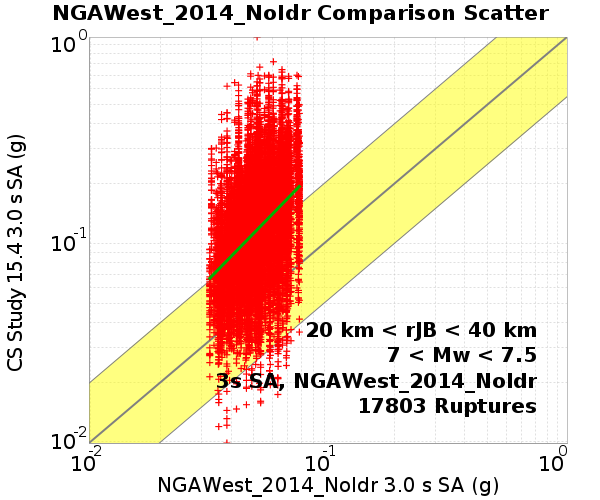 NGAWest_2014_NoIdr Comparison Scatter
CS Study 15.4 3.0 s SA (g)
10^0
10^-1
10^-2
20 km < rJB < 40 km
7 < Mw < 7.5
3s SA, NGAWest_2014_NoIdr
17803 Ruptures
10^-2 10^-1 10^0
NGAWest_2014_NoIdr 3.0 s SA (g)